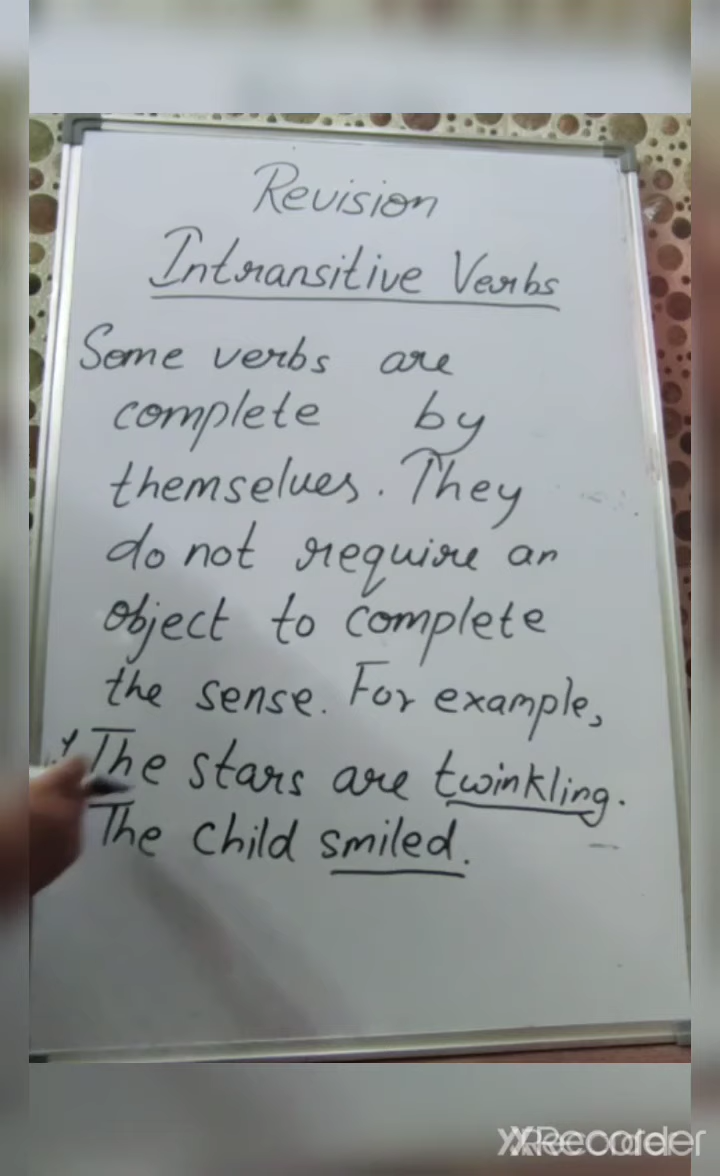 Revision
Intransitive Verbs
Some verbs are
complete by
themselves. They
do not require an
object to complete
the sense. For example,
The stars are twinkling.
The child smiled.
XRecorder